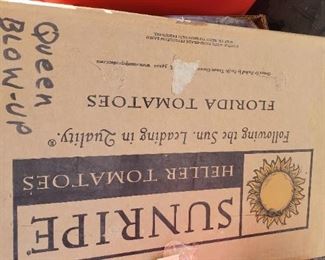 Queen
BLOW-UP
SUNRIPE
HELLER TOMATOES
Following the Sun. Leading in Quality.®
FLORIDA TOMATOES